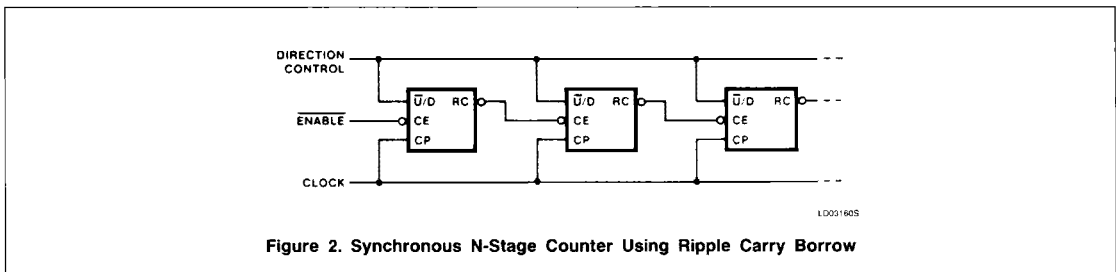 DIRECTION
CONTROL
Ū/D RC
CE
CP
Ū/D RC
CE
CP
Ū/D RC
CE
CP
E̅N̅A̅B̅L̅E̅
CLOCK
LD03160S
Figure 2. Synchronous N-Stage Counter Using Ripple Carry Borrow